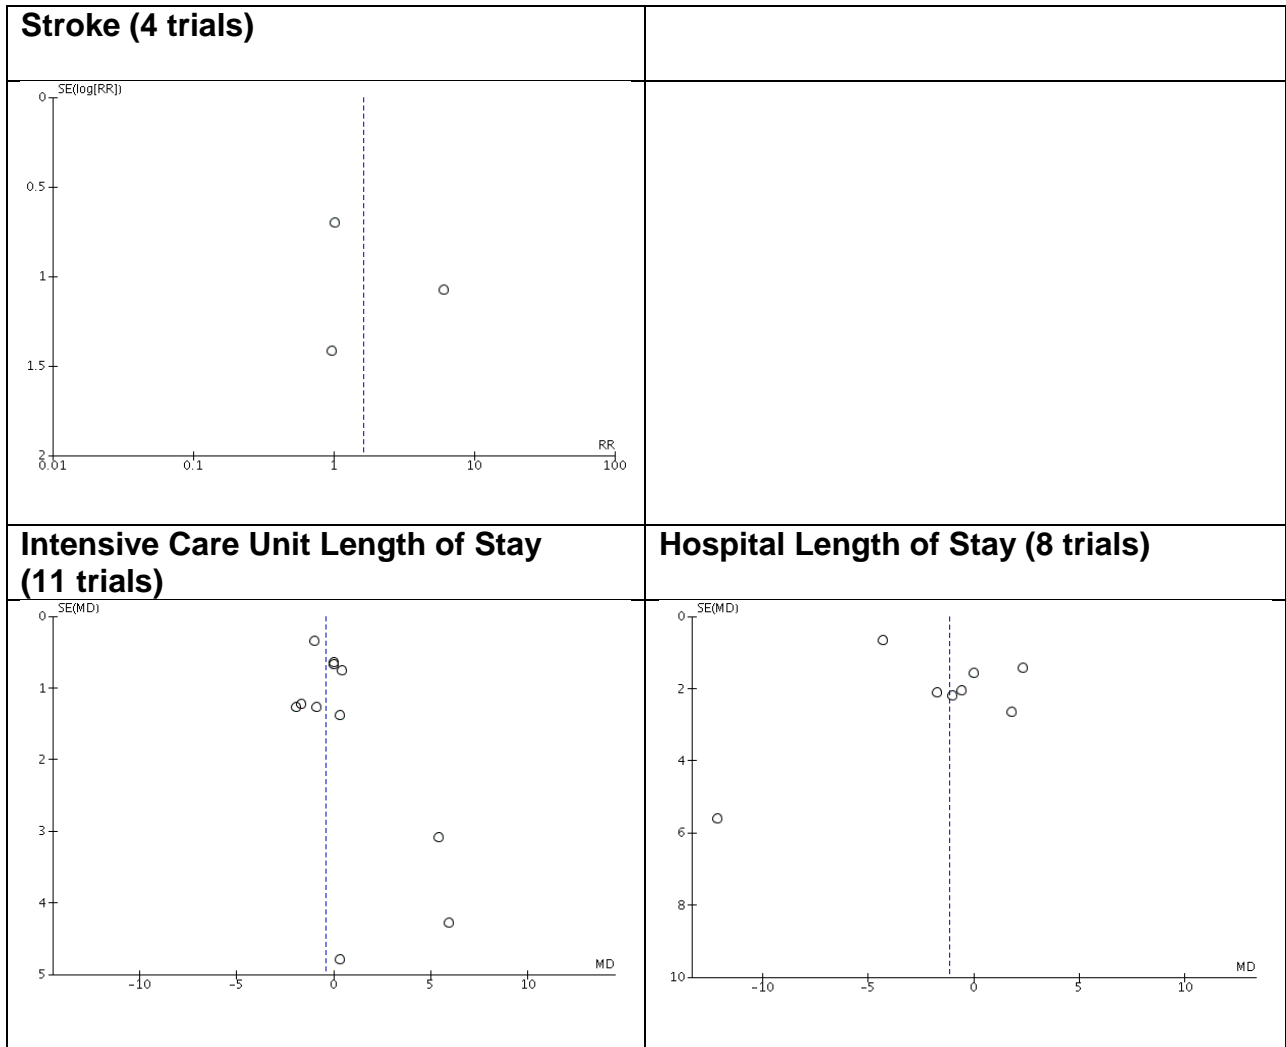 Stroke (4 trials)
SE(log[RR])
0
0.5
1
1.5
2
RR
0.01 0.1 1 10 100
Intensive Care Unit Length of Stay
(11 trials)
SE(MD)
0
1
2
3
4
5
MD
-10 -5 0 5 10
Hospital Length of Stay (8 trials)
SE(MD)
0
2
4
6
8
10
MD
-10 -5 0 5 10